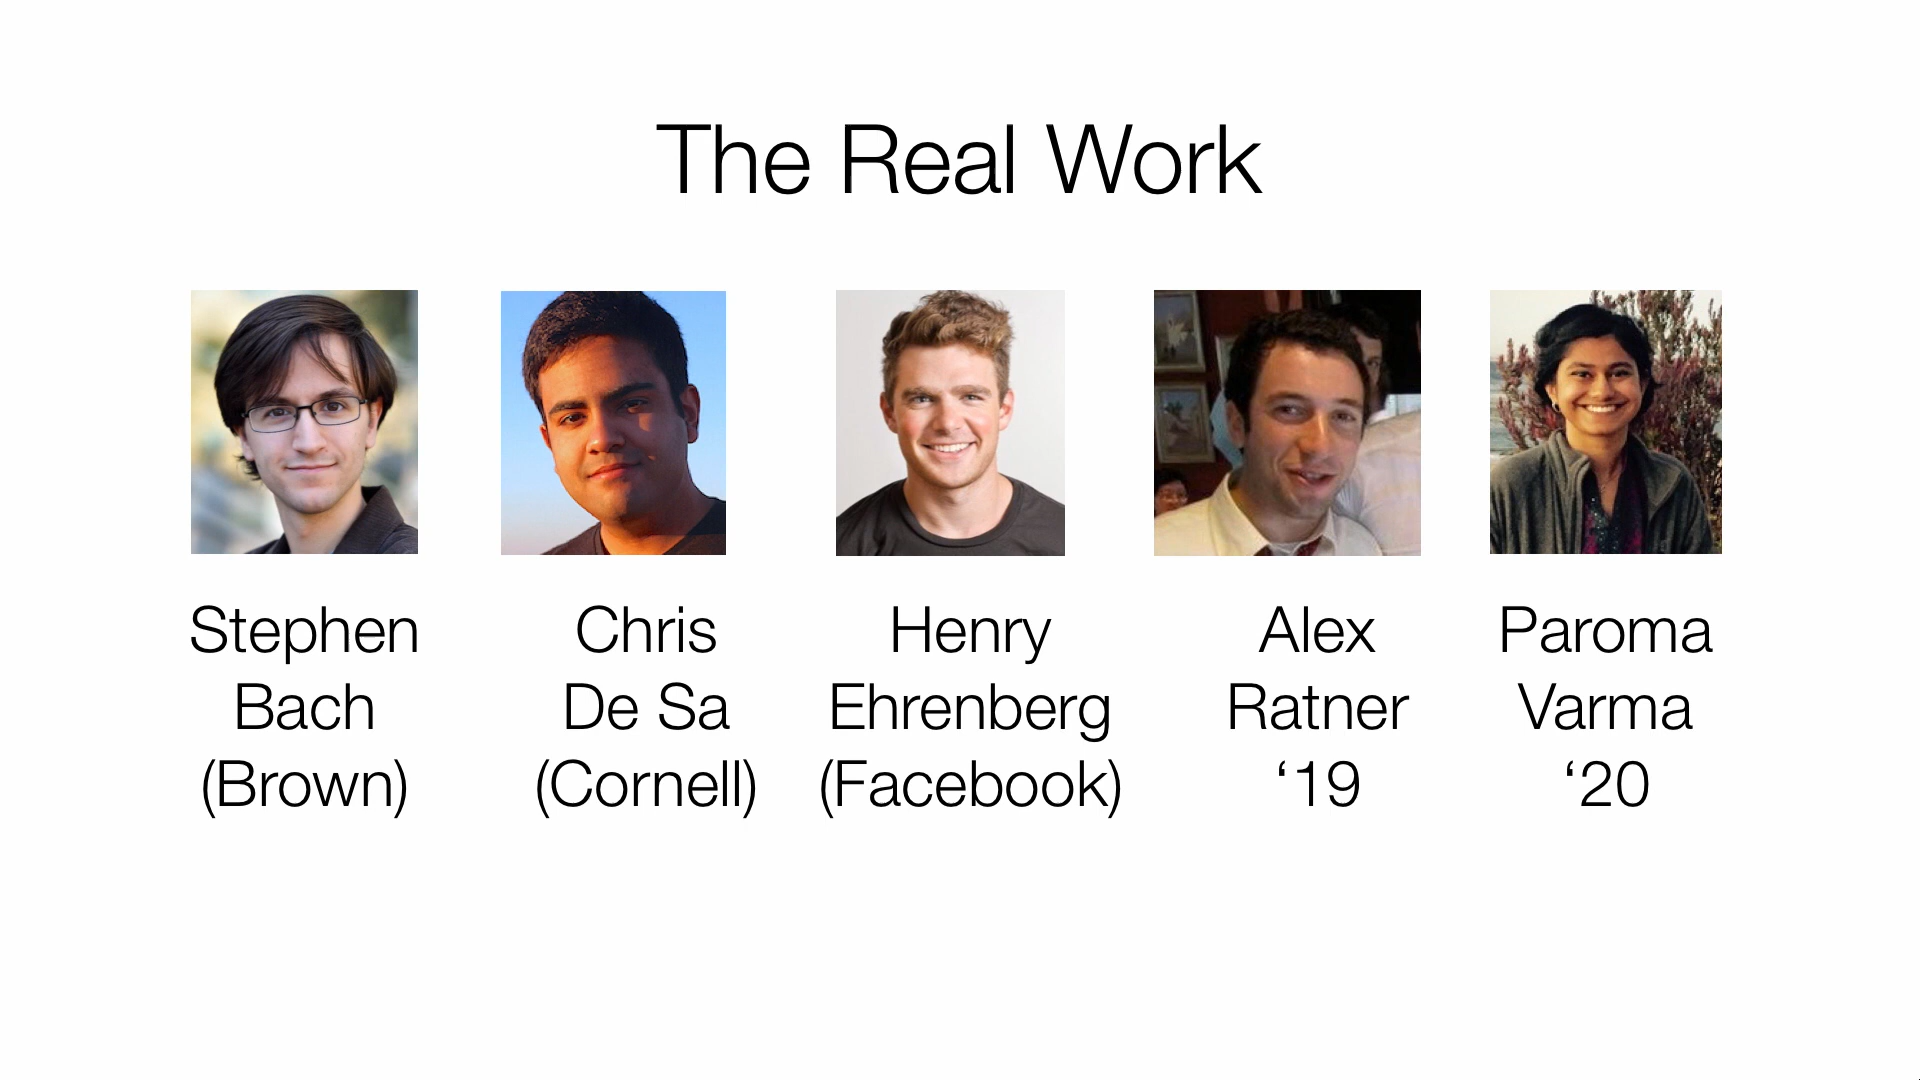 The Real Work
Stephen
Bach
(Brown)
Chris
De Sa
(Cornell)
Henry
Ehrenberg
(Facebook)
Alex
Ratner
‘19
Paroma
Varma
‘20